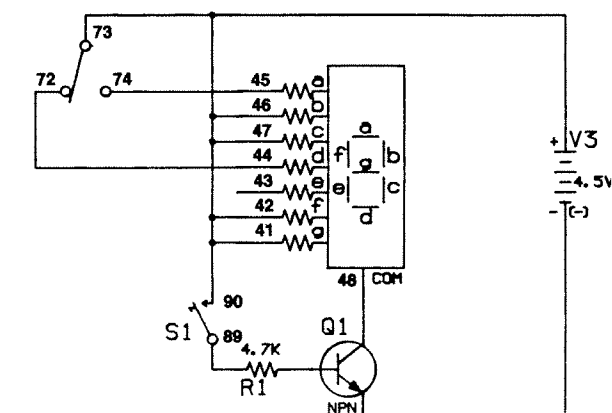 73
72
74
45
a
46
b
47
c
44
d
43
e
42
f
41
g
a
f
b
g
e
c
d
+
V3
4.5V
-
(-)
48
COM
90
S1
89
4.7K
R1
Q1
NPN